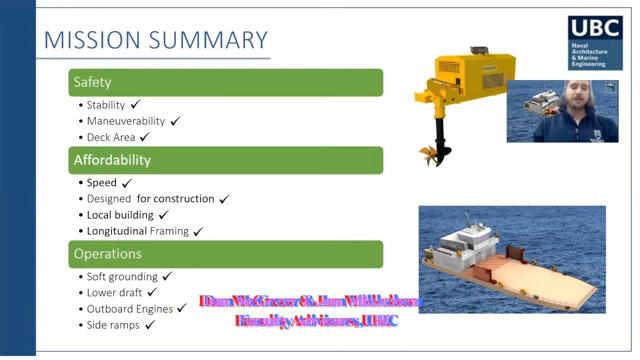 MISSION SUMMARY
UBC
Naval
Architecture
& Marine
Engineering
Safety
• Stability ✓
• Maneuverability ✓
• Deck Area ✓
Affordability
• Speed ✓
• Designed for construction ✓
• Local building ✓
• Longitudinal Framing ✓
Operations
• Soft grounding ✓
• Lower draft ✓
• Outboard Engines ✓
• Side ramps ✓
&
Faculty Advisors, UBC